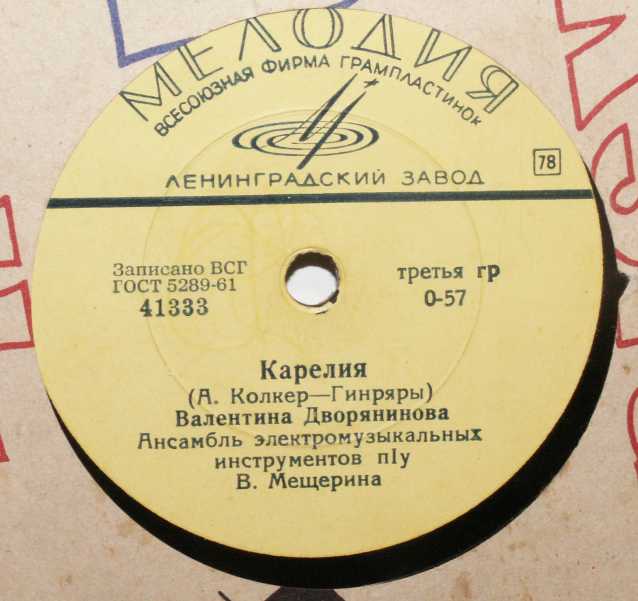 МЕЛОДИЯ
ВСЕСОЮЗНАЯ ФИРМА ГРАМПЛАСТИНОК
ЛЕНИНГРАДСКИЙ ЗАВОД
78
Записано ВСГ
ГОСТ 5289-61
41333
третья гр
0-57
Карелия
(А. Колкер—Гинряры)
Валентина Дворянинова
Ансамбль электромузыкальных
инструментов пIу
В. Мещерина